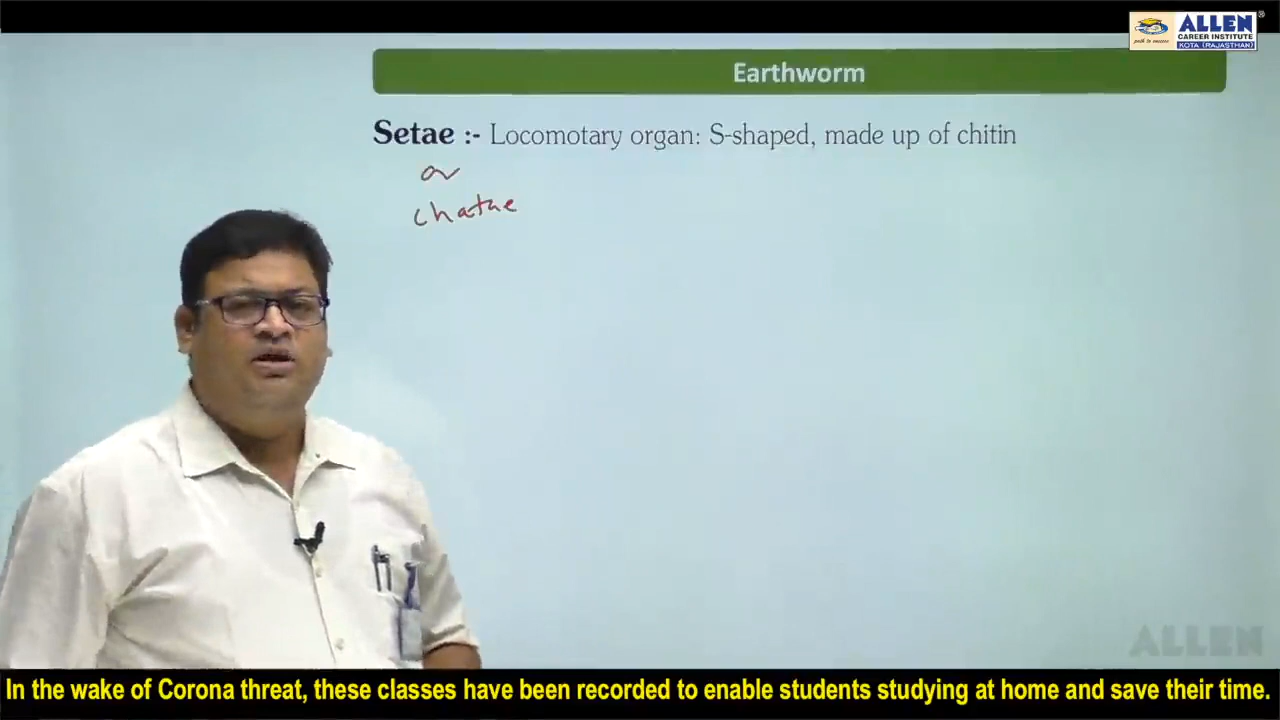 ALLEN
CAREER INSTITUTE
KOTA (RAJASTHAN)
Earthworm
Setae :- Locomotary organ: S-shaped, made up of chitin
or
chatae
ALLEN
In the wake of Corona threat, these classes have been recorded to enable students studying at home and save their time.